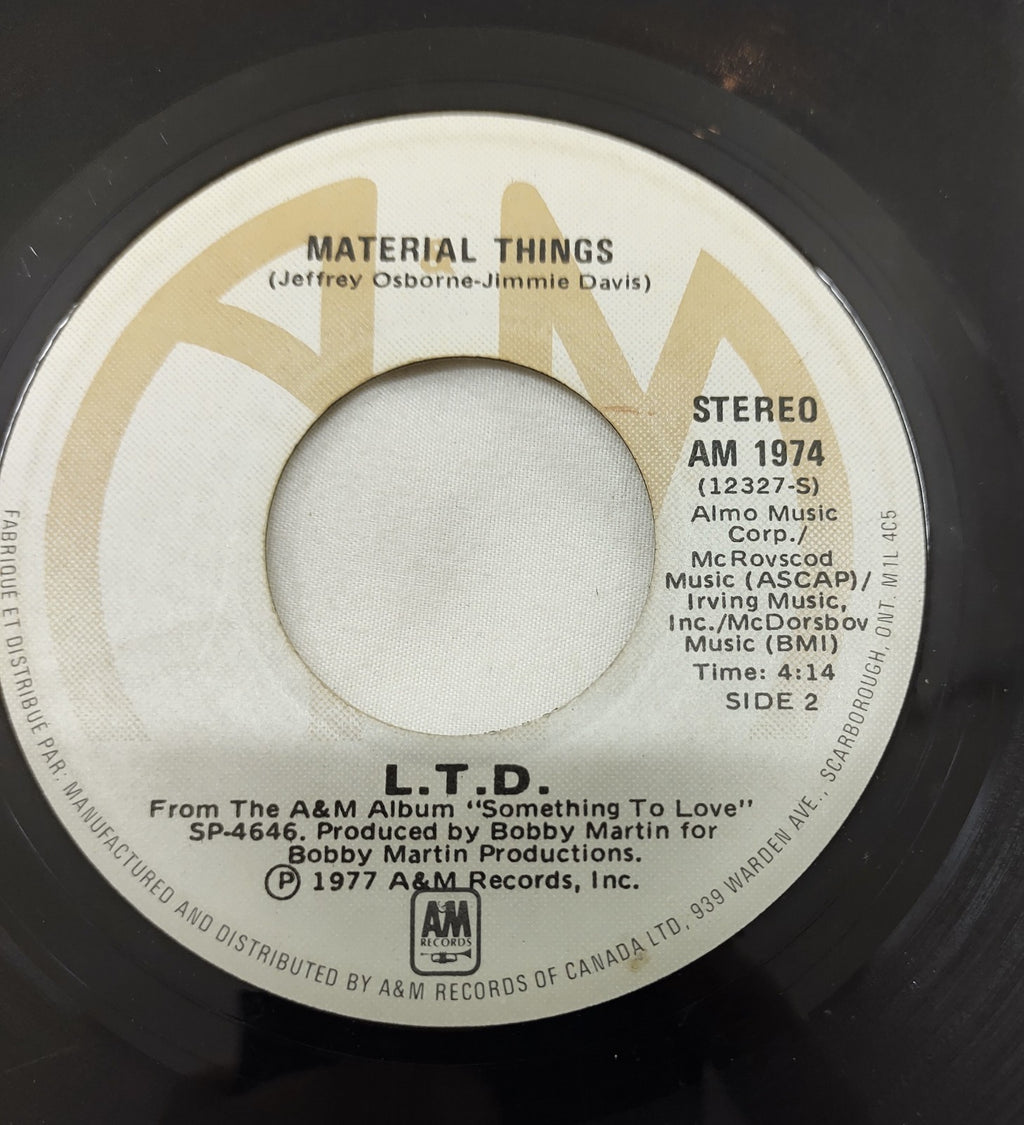 MATERIAL THINGS
(Jeffrey Osborne-Jimmie Davis)
STEREO
AM 1974
(12327-S)
Almo Music
Corp./
McRovscod
Music (ASCAP)/
Irving Music,
Inc./McDorsbov
Music (BMI)
Time: 4:14
SIDE 2
L.T.D.
From The A&M Album "Something To Love"
SP-4646. Produced by Bobby Martin for
Bobby Martin Productions.
Ⓟ 1977 A&M Records, Inc.
A&M
RECORDS
FABRIQUE ET DISTRIBUÉ PAR: MANUFACTURED AND DISTRIBUTED BY A&M RECORDS OF CANADA LTD, 939 WARDEN AVE., SCARBOROUGH, ONT. M1L 4C5